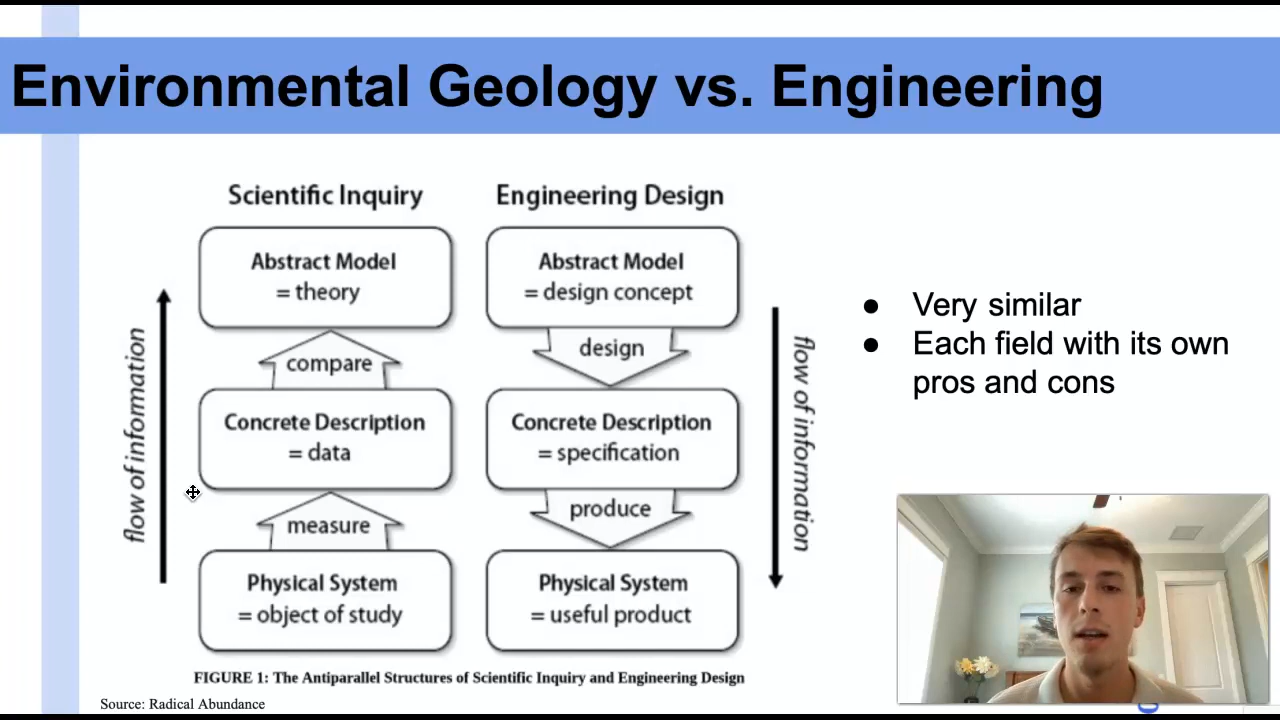 Environmental Geology vs. Engineering
Scientific Inquiry
Engineering Design
Abstract Model
= theory
compare
Concrete Description
= data
measure
Physical System
= object of study
flow of information
Abstract Model
= design concept
design
Concrete Description
= specification
produce
Physical System
= useful product
flow of information
● Very similar
● Each field with its own
pros and cons
FIGURE 1: The Antiparallel Structures of Scientific Inquiry and Engineering Design
Source: Radical Abundance